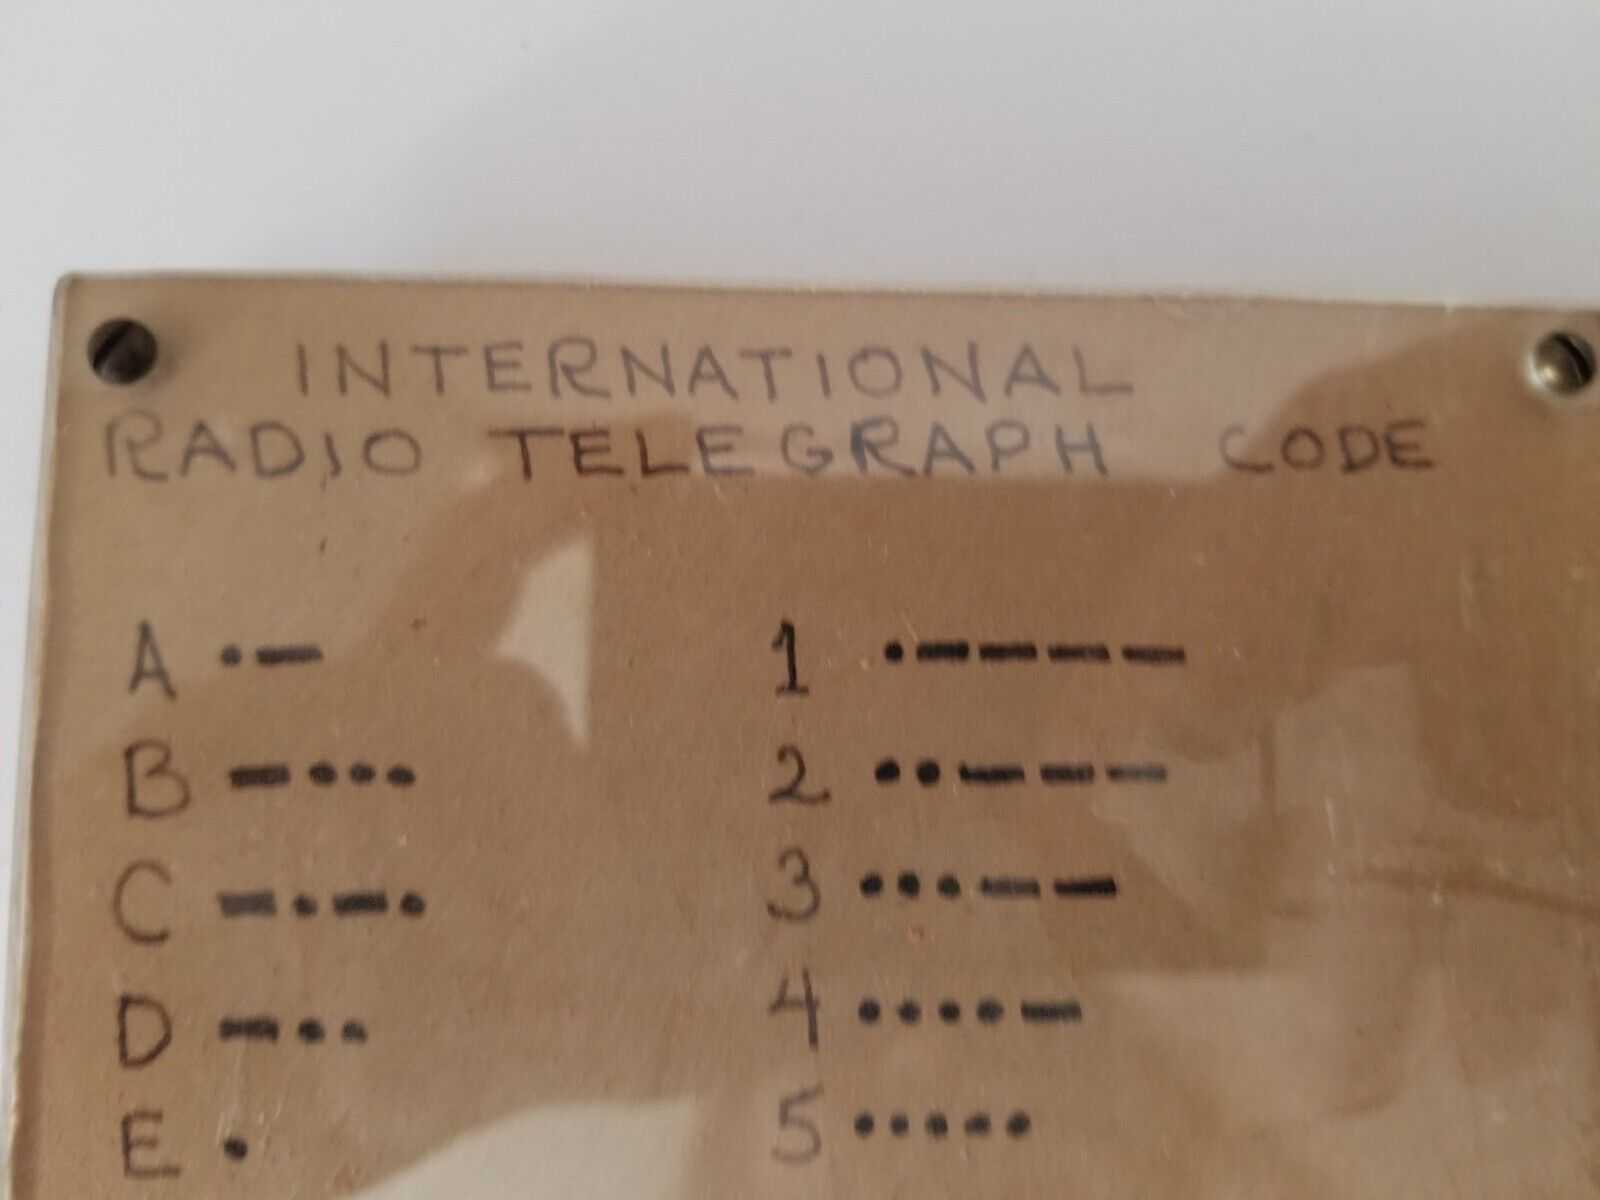 INTERNATIONAL
RADIO TELEGRAPH CODE
A •—
1 •————
B —•••
2 ••———
C —•—•
3 •••——
D —••
4 ••••—
E •
5 •••••